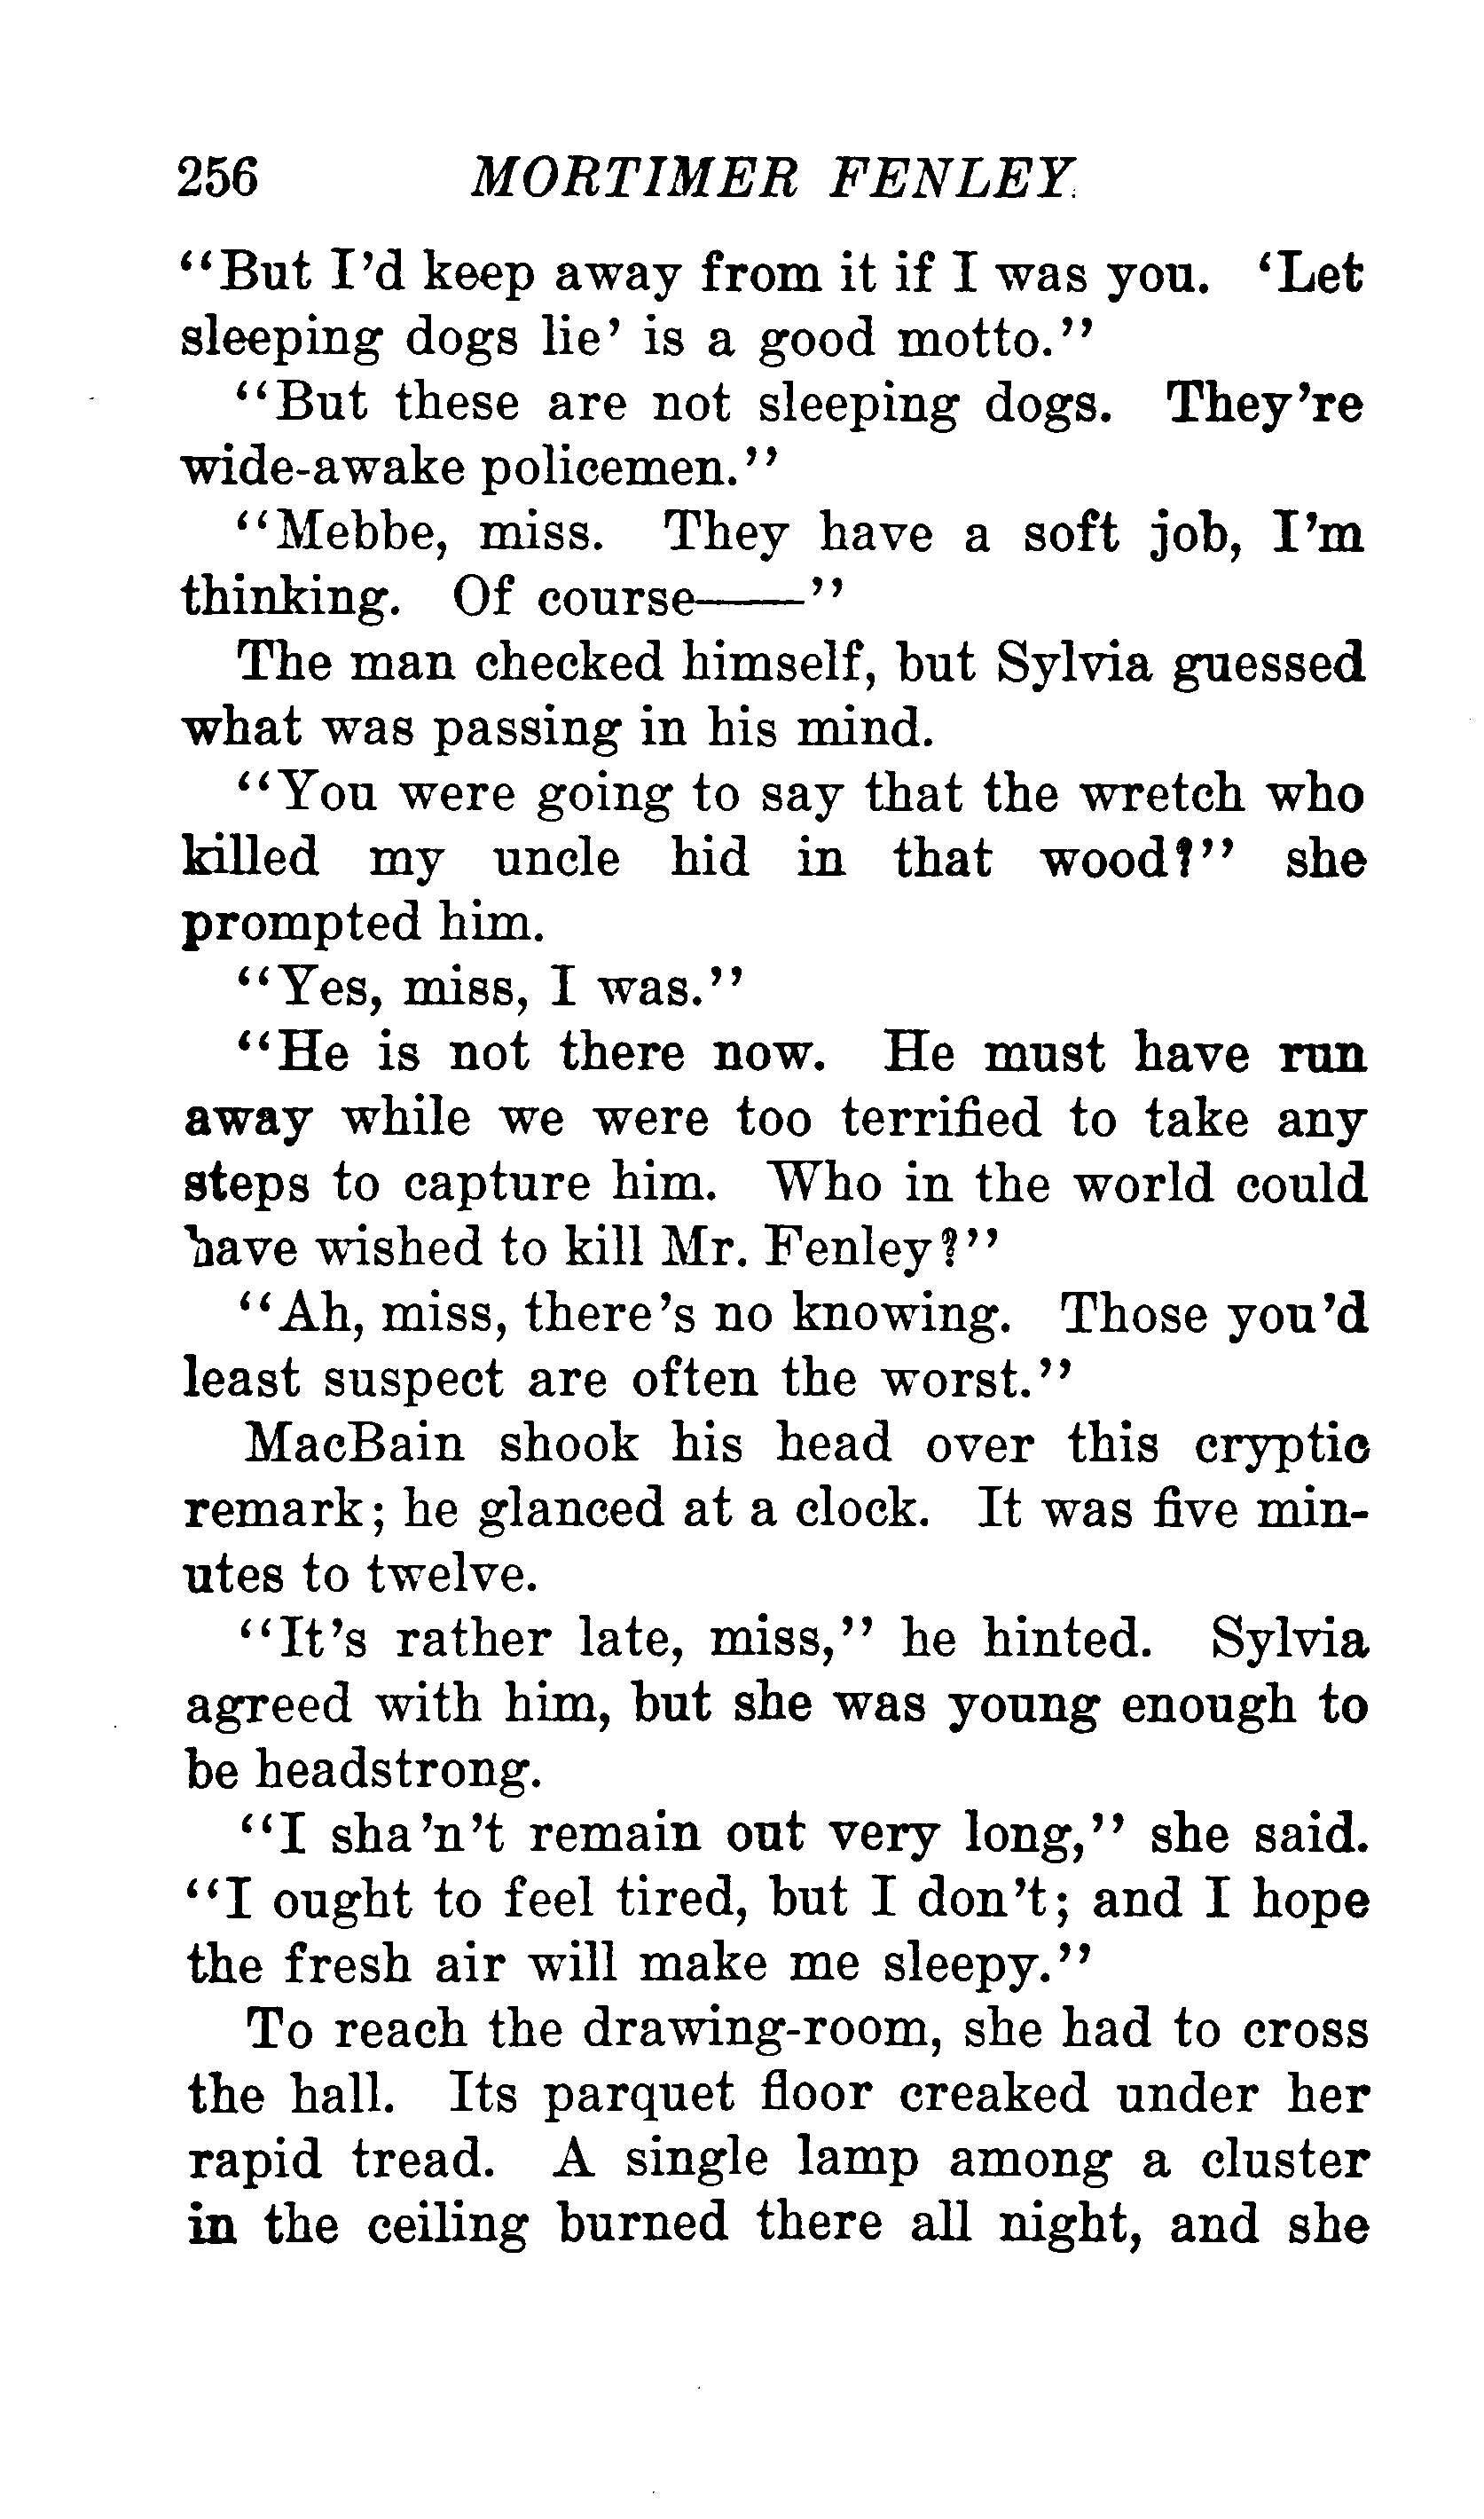 256 MORTIMER FENLEY
"But I'd keep away from it if I was you. 'Let
sleeping dogs lie' is a good motto."
"But these are not sleeping dogs. They're
wide-awake policemen."
"Mebbe, miss. They have a soft job, I'm
thinking. Of course——"
The man checked himself, but Sylvia guessed
what was passing in his mind.
"You were going to say that the wretch who
killed my uncle hid in that wood?" she
prompted him.
"Yes, miss, I was."
"He is not there now. He must have run
away while we were too terrified to take any
steps to capture him. Who in the world could
have wished to kill Mr. Fenley?"
"Ah, miss, there's no knowing. Those you'd
least suspect are often the worst."
MacBain shook his head over this cryptic
remark; he glanced at a clock. It was five min-
utes to twelve.
"It's rather late, miss," he hinted. Sylvia
agreed with him, but she was young enough to
be headstrong.
"I sha'n't remain out very long," she said.
"I ought to feel tired, but I don't; and I hope
the fresh air will make me sleepy."
To reach the drawing-room, she had to cross
the hall. Its parquet floor creaked under her
rapid tread. A single lamp among a cluster
in the ceiling burned there all night, and she